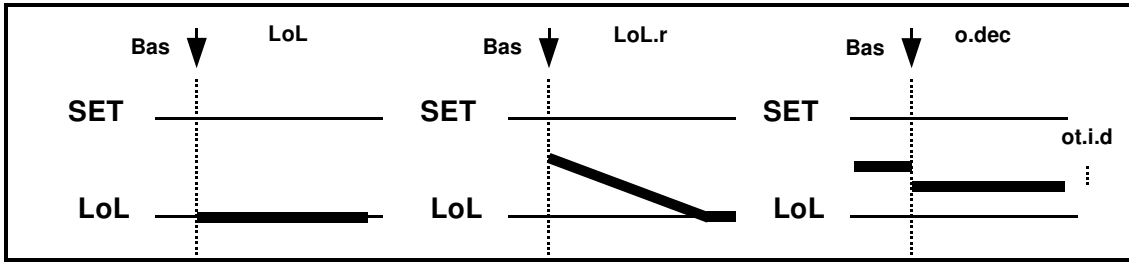 Bas LoL
SET
LoL
Bas LoL.r
SET
LoL
Bas o.dec
SET
ot.i.d
LoL